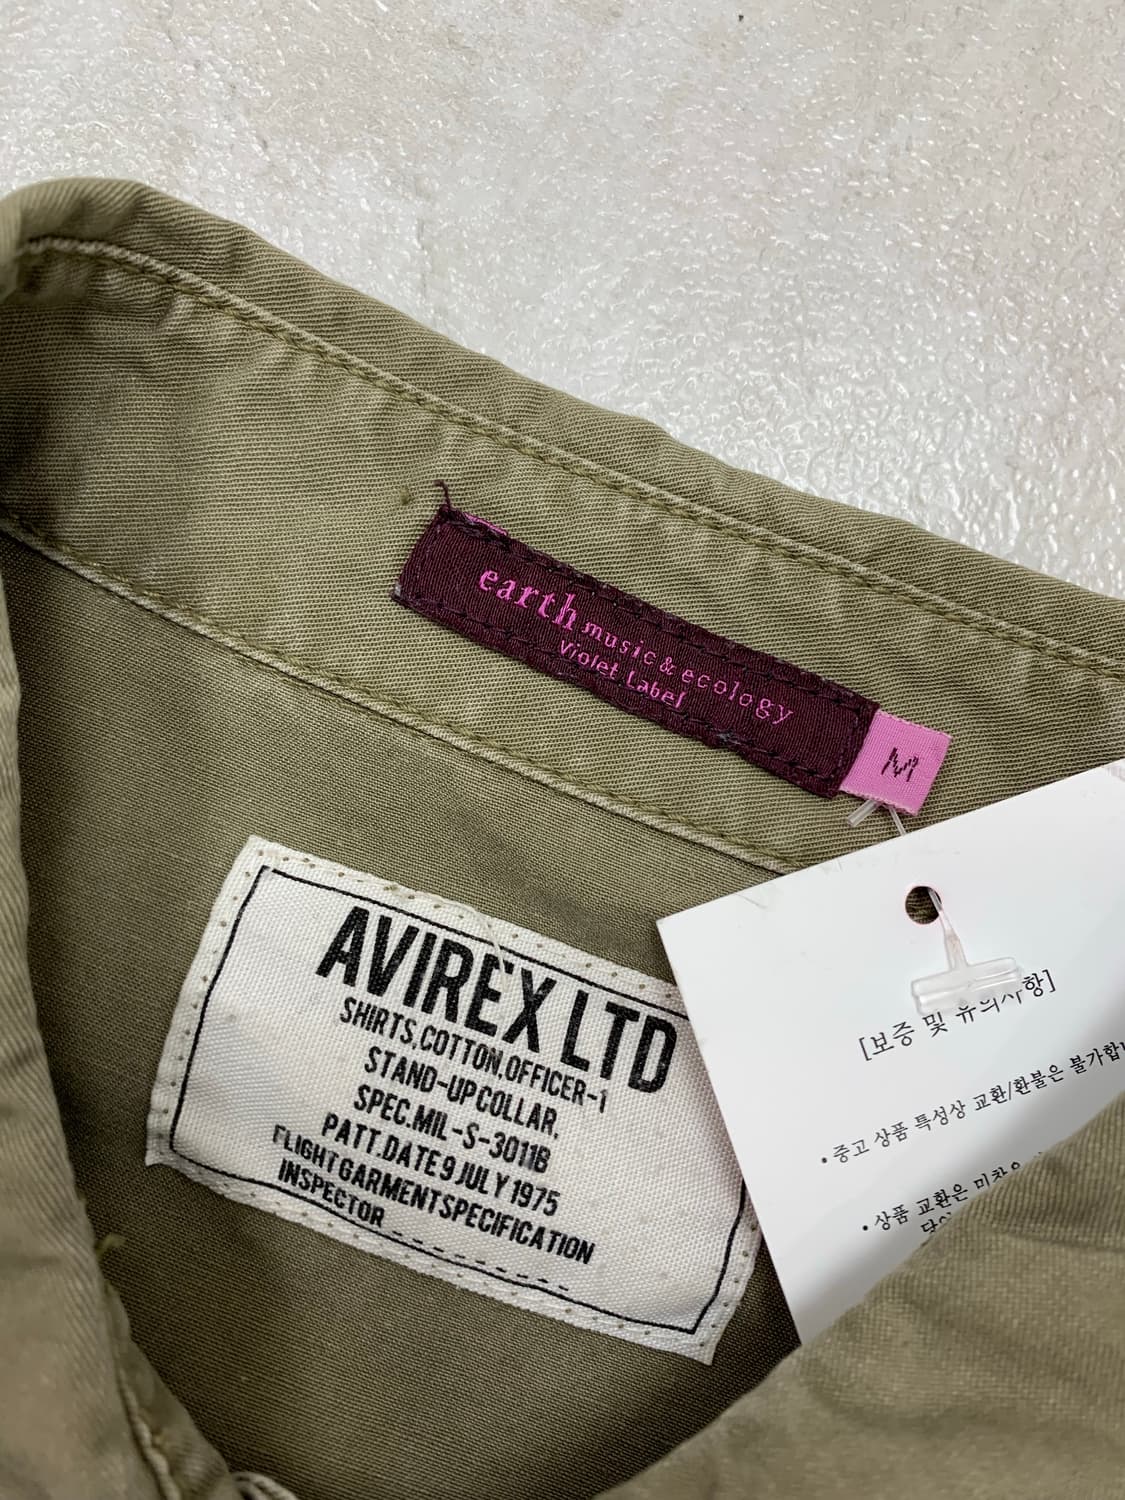 earth music & ecology
Violet Label
M
AVIREX LTD
SHIRTS,COTTON,OFFICER-1
STAND-UP COLLAR,
SPEC.MIL-S-3011B
PATT.DATE 9 JULY 1975
FLIGHT GARMENT SPECIFICATION
INSPECTOR
[보증 및 유의사항]
• 중고 상품 특성상 교환/환불은 불가합
• 상품 교환은